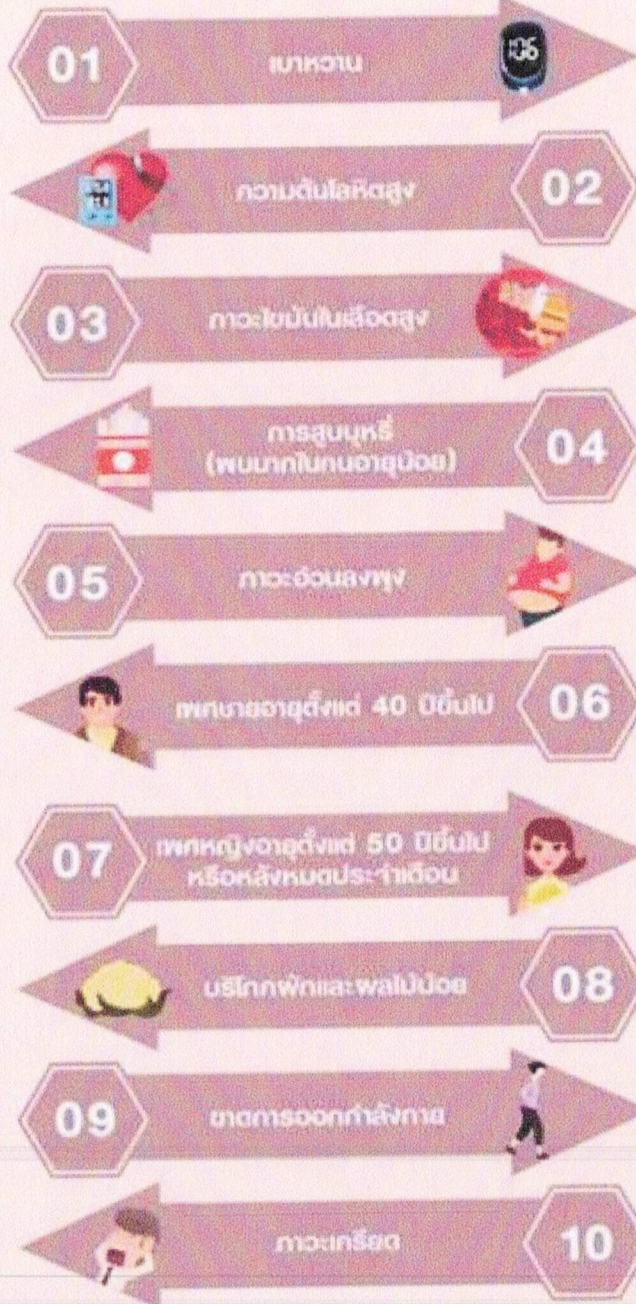 01
เบาหวาน
02
ความดันโลหิตสูง
03
ภาวะไขมันในเลือดสูง
04
การสูบบุหรี่
(พบมากในคนอายุน้อย)
05
ภาวะอ้วนลงพุง
06
เพศชายอายุตั้งแต่ 40 ปีขึ้นไป
07
เพศหญิงอายุตั้งแต่ 50 ปีขึ้นไป
หรือหลังหมดประจำเดือน
08
บริโภคผักและผลไม้น้อย
09
ขาดการออกกำลังกาย
10
ภาวะเครียด